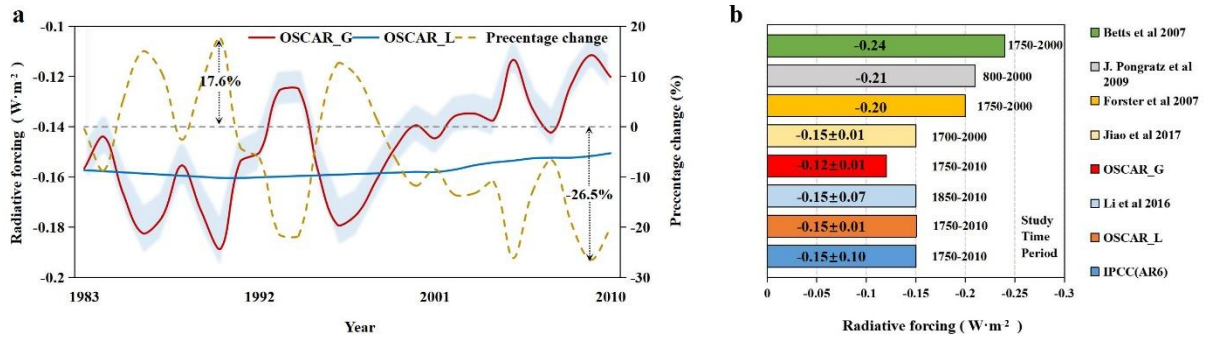 a
-0.1
-0.12
-0.14
-0.16
-0.18
-0.2
Radiative forcing ( W·m⁻²)
OSCAR_G OSCAR_L Precentage change
17.6%
-26.5%
20
10
0
-10
-20
-30
Precentage change (%)
1983 1992 2001 2010
Year
b
-0.24 1750-2000
-0.21 800-2000
-0.20 1750-2000
-0.15±0.01 1700-2000
-0.12±0.01 1750-2010
-0.15±0.07 1850-2010
-0.15±0.01 1750-2010
-0.15±0.10 1750-2010
Study
Time
Period
0 -0.05 -0.1 -0.15 -0.2 -0.25 -0.3
Radiative forcing ( W·m⁻²)
Betts et al 2007
J. Pongratz et al
2009
Forster et al 2007
Jiao et al 2017
OSCAR_G
Li et al 2016
OSCAR_L
IPCC(AR6)